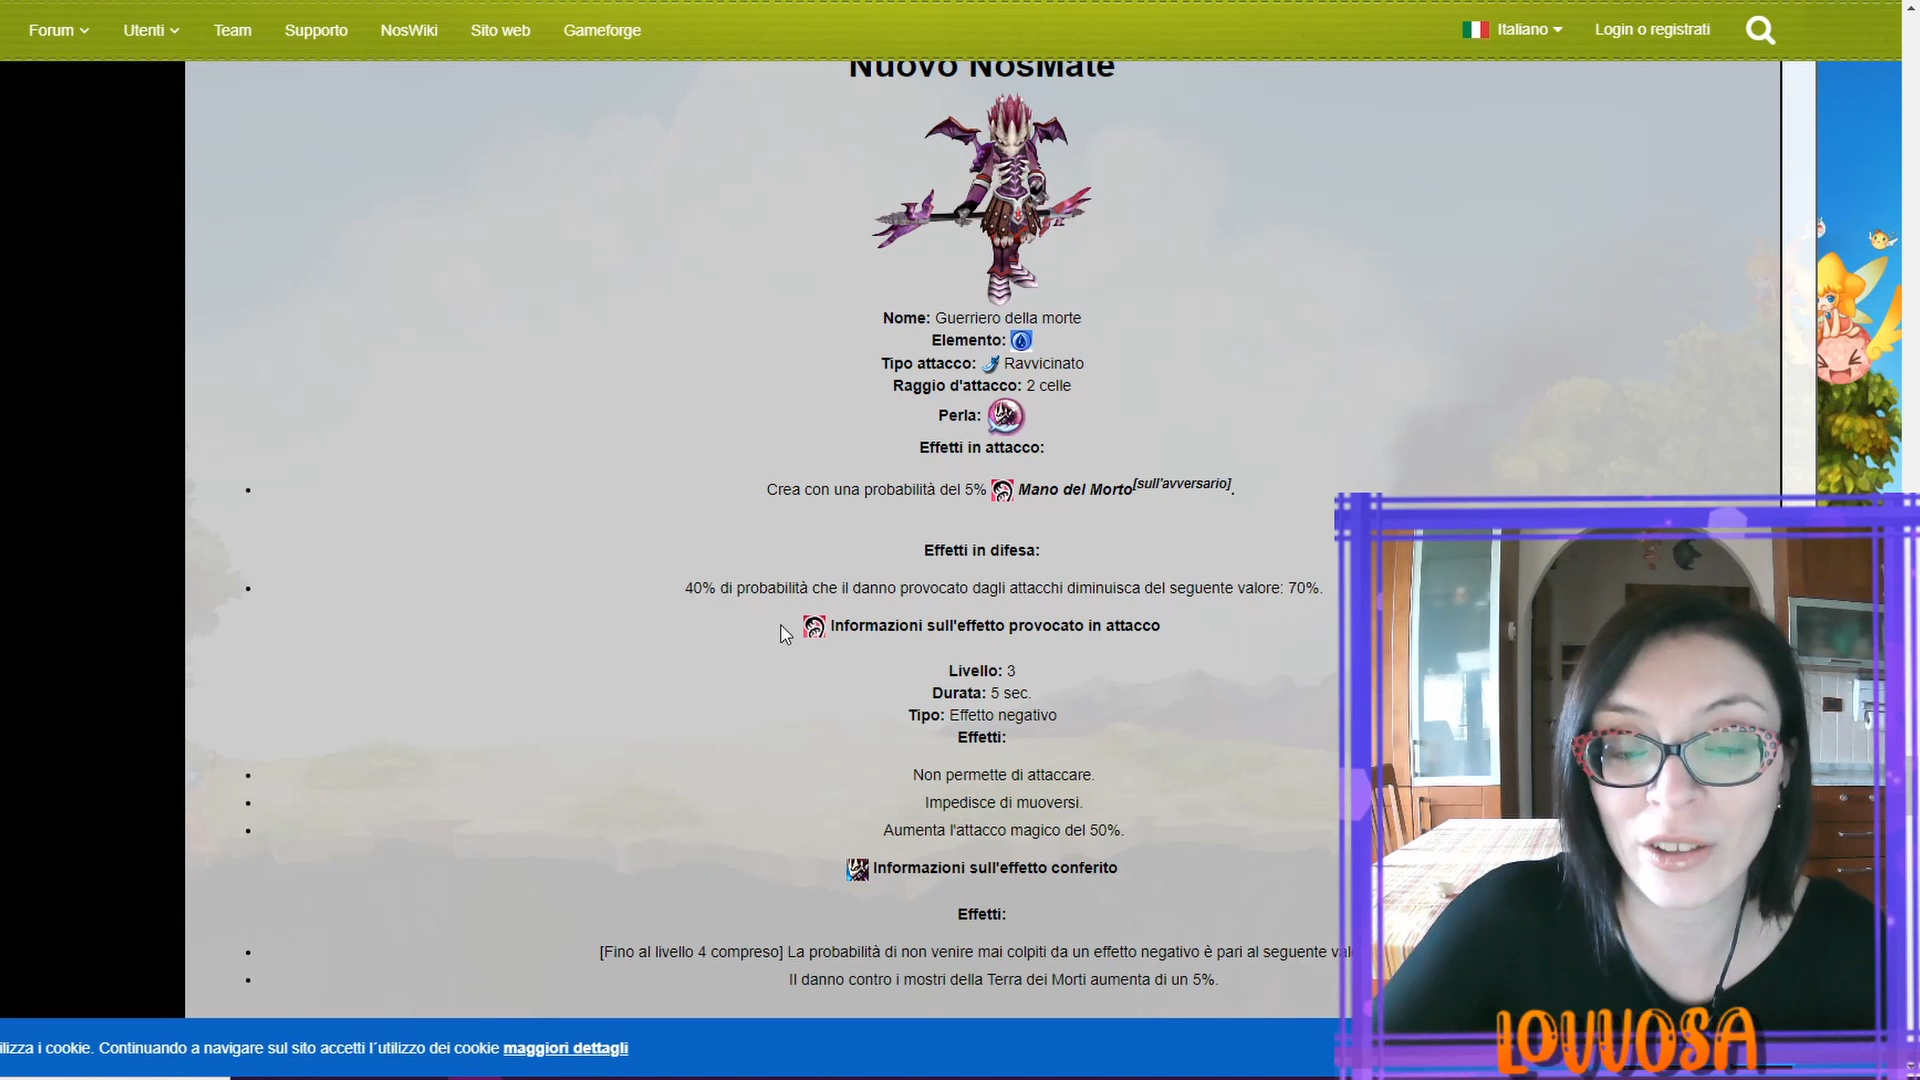 Forum Utenti Team Supporto NosWiki Sito web Gameforge Italiano Login o registrati
Nuovo NosMate
Nome: Guerriero della morte
Elemento:
Tipo attacco: Ravvicinato
Raggio d'attacco: 2 celle
Perla:
Effetti in attacco:
Crea con una probabilità del 5% Mano del Morto[sull'avversario].
Effetti in difesa:
40% di probabilità che il danno provocato dagli attacchi diminuisca del seguente valore: 70%.
Informazioni sull'effetto provocato in attacco
Livello: 3
Durata: 5 sec.
Tipo: Effetto negativo
Effetti:
Non permette di attaccare.
Impedisce di muoversi.
Aumenta l'attacco magico del 50%.
Informazioni sull'effetto conferito
Effetti:
[Fino al livello 4 compreso] La probabilità di non venire mai colpiti da un effetto negativo è pari al seguente
Il danno contro i mostri della Terra dei Morti aumenta di un 5%.
i cookie. Continuando a navigare sul sito accetti l´utilizzo dei cookie maggiori dettagli
LOVVOSA